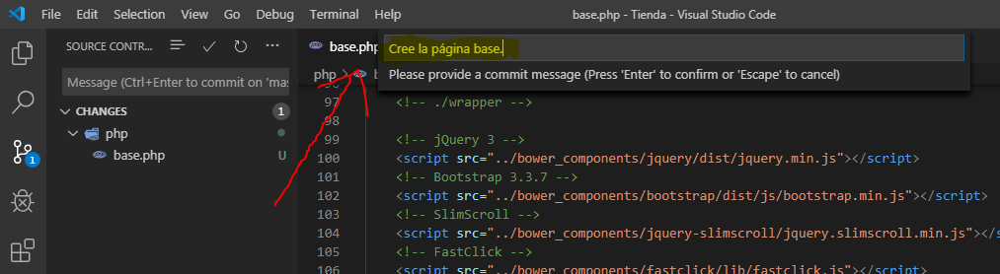 File Edit Selection View Go Debug Terminal Help base.php - Tienda - Visual Studio Code
SOURCE CONTR...
base.php
Cree la página base.
Message (Ctrl+Enter to commit on 'mas
php
Please provide a commit message (Press 'Enter' to confirm or 'Escape' to cancel)
CHANGES 1
php
base.php U
1
97 <!-- ./wrapper -->
98
99 <!-- jQuery 3 -->
100 <script src="../bower_components/jquery/dist/jquery.min.js"></script>
101 <!-- Bootstrap 3.3.7 -->
102 <script src="../bower_components/bootstrap/dist/js/bootstrap.min.js"></script>
103 <!-- SlimScroll -->
104 <script src="../bower_components/jquery-slimscroll/jquery.slimscroll.min.js"></s
105 <!-- FastClick -->
106 <script src="../bower_components/fastclick/lib/fastclick.js"></script>